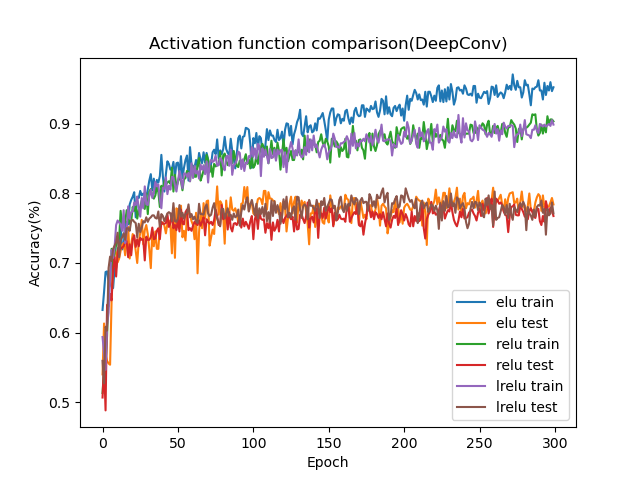 Activation function comparison(DeepConv)
Accuracy(%)
0.9
0.8
0.7
0.6
0.5
0
50
100
150
200
250
300
Epoch
elu train
elu test
relu train
relu test
lrelu train
lrelu test